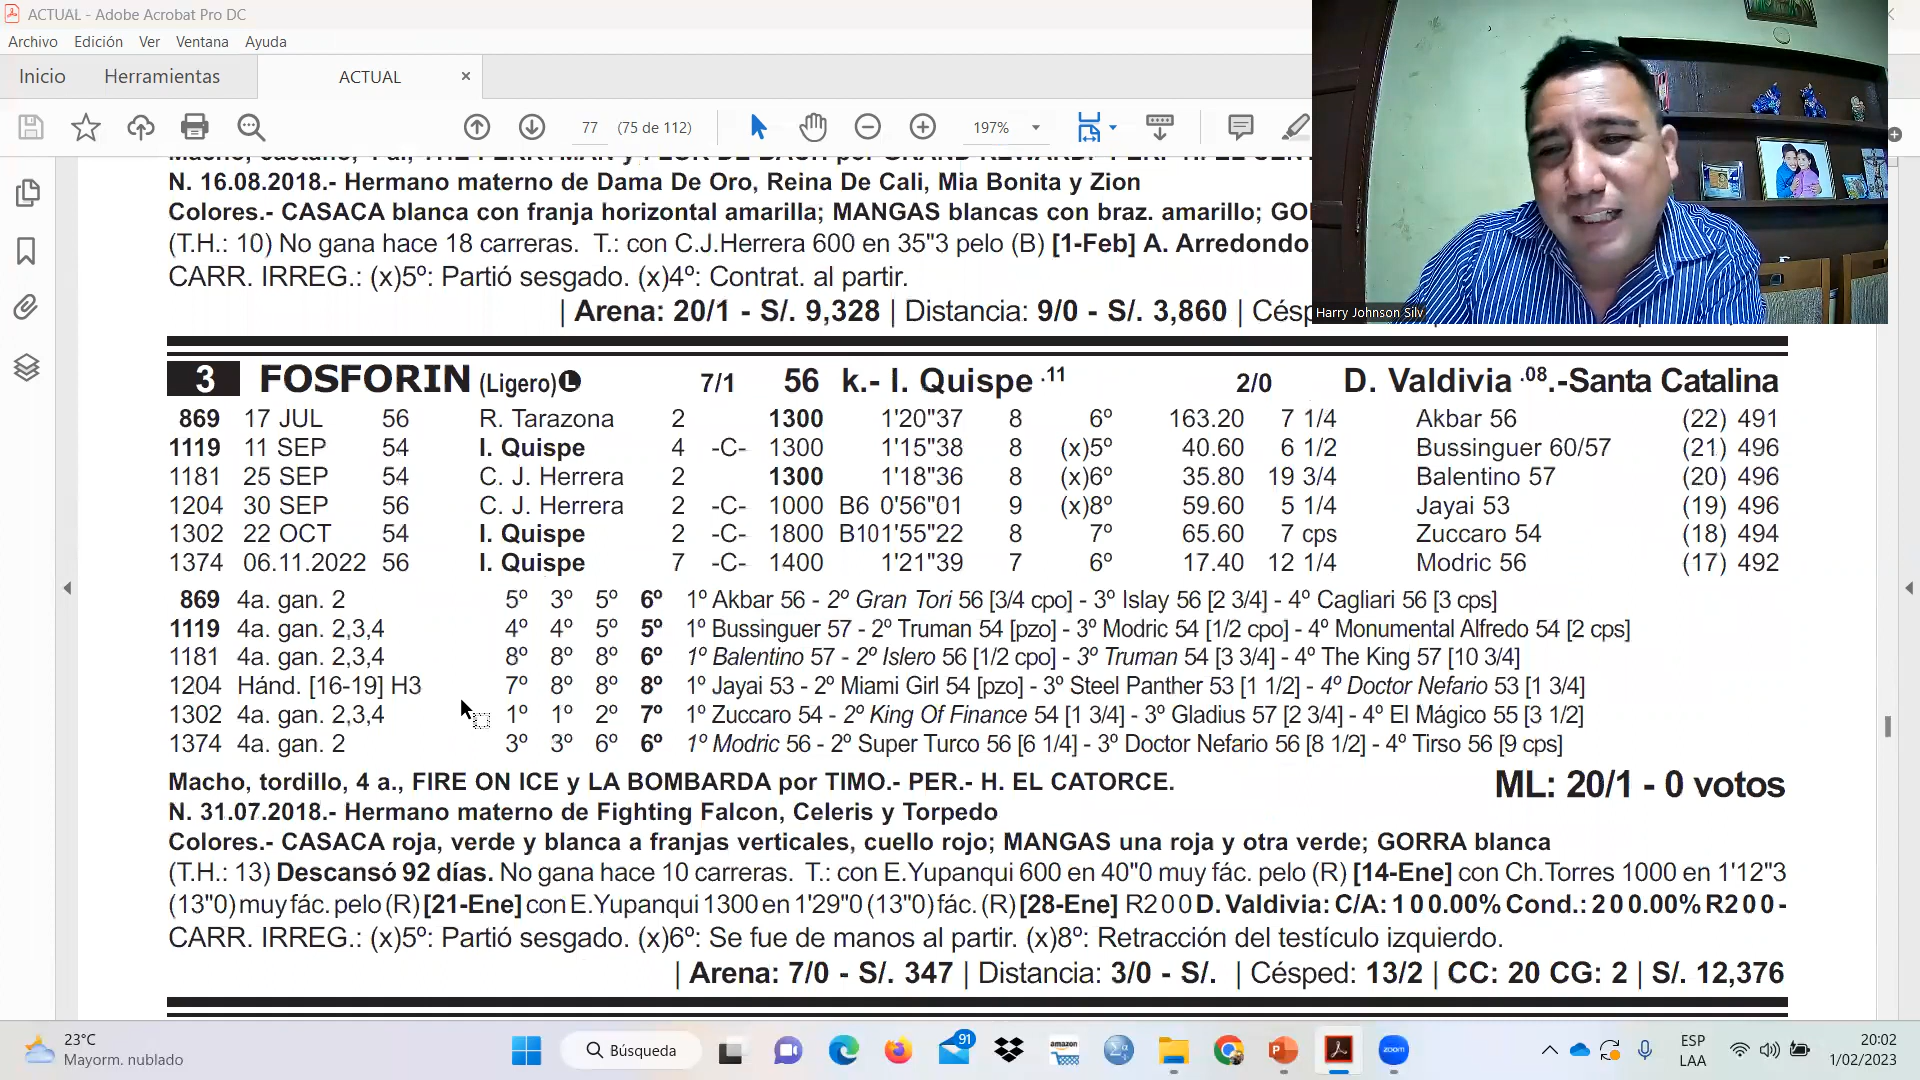 ACTUAL - Adobe Acrobat Pro DC
Archivo Edición Ver Ventana Ayuda
Inicio Herramientas ACTUAL ×
77 (75 de 112) 197%
N. 16.08.2018.- Hermano materno de Dama De Oro, Reina De Cali, Mia Bonita y Zion
Colores.- CASACA blanca con franja horizontal amarilla; MANGAS blancas con braz. amarillo;
(T.H.: 10) No gana hace 18 carreras. T.: con C.J.Herrera 600 en 35"3 pelo (B) [1-Feb] A. Arredondo
CARR. IRREG.: (x)5º: Partió sesgado. (x)4º: Contrat. al partir.
| Arena: 20/1 - S/. 9,328 | Distancia: 9/0 - S/. 3,860 |
Harry Johnson Silv
3 FOSFORIN (Ligero) L 7/1 56 k.- I. Quispe .11 2/0 D. Valdivia .08.-Santa Catalina
869 17 JUL 56 R. Tarazona 2 1300 1'20"37 8 6º 163.20 7 1/4 Akbar 56 (22) 491
1119 11 SEP 54 I. Quispe 4 -C- 1300 1'15"38 8 (x)5º 40.60 6 1/2 Bussinguer 60/57 (21) 496
1181 25 SEP 54 C. J. Herrera 2 1300 1'18"36 8 (x)6º 35.80 19 3/4 Balentino 57 (20) 496
1204 30 SEP 56 C. J. Herrera 2 -C- 1000 B6 0'56"01 9 (x)8º 59.60 5 1/4 Jayai 53 (19) 496
1302 22 OCT 54 I. Quispe 2 -C- 1800 B101'55"22 8 7º 65.60 7 cps Zuccaro 54 (18) 494
1374 06.11.2022 56 I. Quispe 7 -C- 1400 1'21"39 7 6º 17.40 12 1/4 Modric 56 (17) 492
869 4a. gan. 2 5º 3º 5º 6º 1º Akbar 56 - 2º Gran Tori 56 [3/4 cpo] - 3º Islay 56 [2 3/4] - 4º Cagliari 56 [3 cps]
1119 4a. gan. 2,3,4 4º 4º 5º 5º 1º Bussinguer 57 - 2º Truman 54 [pzo] - 3º Modric 54 [1/2 cpo] - 4º Monumental Alfredo 54 [2 cps]
1181 4a. gan. 2,3,4 8º 8º 8º 6º 1º Balentino 57 - 2º Islero 56 [1/2 cpo] - 3º Truman 54 [3 3/4] - 4º The King 57 [10 3/4]
1204 Hánd. [16-19] H3 7º 8º 8º 8º 1º Jayai 53 - 2º Miami Girl 54 [pzo] - 3º Steel Panther 53 [1 1/2] - 4º Doctor Nefario 53 [1 3/4]
1302 4a. gan. 2,3,4 1º 1º 2º 7º 1º Zuccaro 54 - 2º King Of Finance 54 [1 3/4] - 3º Gladius 57 [2 3/4] - 4º El Mágico 55 [3 1/2]
1374 4a. gan. 2 3º 3º 6º 6º 1º Modric 56 - 2º Super Turco 56 [6 1/4] - 3º Doctor Nefario 56 [8 1/2] - 4º Tirso 56 [9 cps]
Macho, tordillo, 4 a., FIRE ON ICE y LA BOMBARDA por TIMO.- PER.- H. EL CATORCE. ML: 20/1 - 0 votos
N. 31.07.2018.- Hermano materno de Fighting Falcon, Celeris y Torpedo
Colores.- CASACA roja, verde y blanca a franjas verticales, cuello rojo; MANGAS una roja y otra verde; GORRA blanca
(T.H.: 13) Descansó 92 días. No gana hace 10 carreras. T.: con E.Yupanqui 600 en 40"0 muy fác. pelo (R) [14-Ene] con Ch.Torres 1000 en 1'12"3
(13"0) muy fác. pelo (R) [21-Ene] con E.Yupanqui 1300 en 1'29"0 (13"0) fác. (R) [28-Ene] R200 D. Valdivia: C/A: 1 0 0.00% Cond.: 2 0 0.00% R200-
CARR. IRREG.: (x)5º: Partió sesgado. (x)6º: Se fue de manos al partir. (x)8º: Retracción del testículo izquierdo.
| Arena: 7/0 - S/. 347 | Distancia: 3/0 - S/. | Césped: 13/2 | CC: 20 CG: 2 | S/. 12,376
23°C
Mayorm. nublado
Búsqueda
91
amazon
zoom
ESP
LAA
20:02
1/02/2023